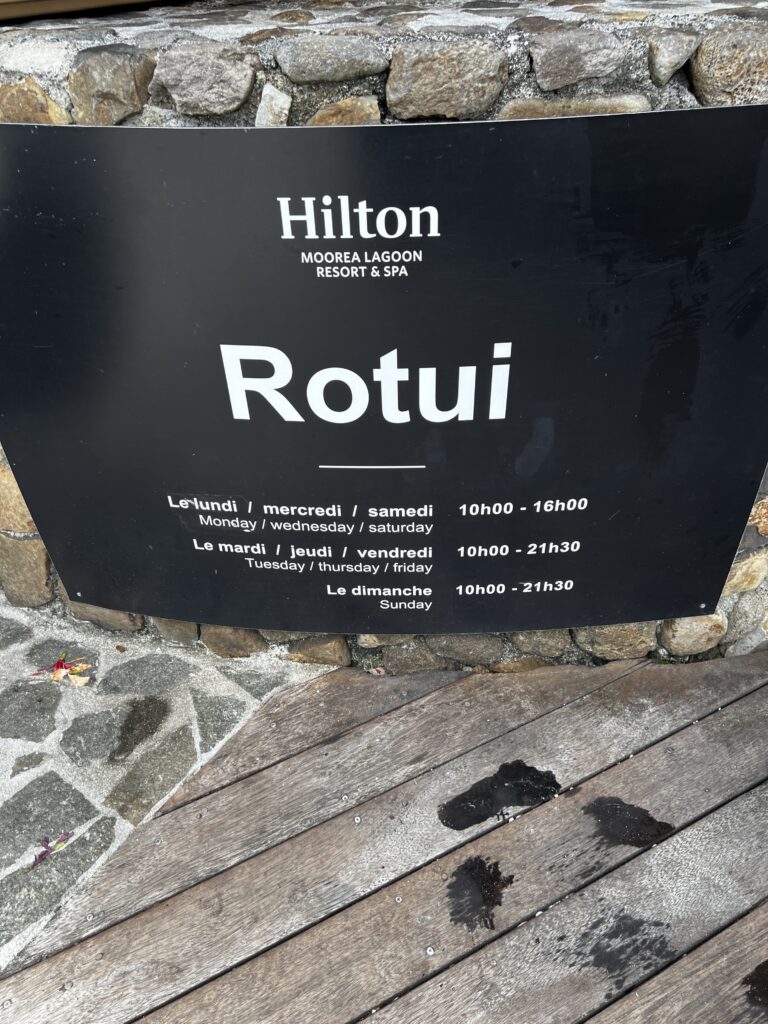 Hilton
MOOREA LAGOON
RESORT & SPA
Rotui
Le lundi / mercredi / samedi 10h00 - 16h00
Monday / wednesday / saturday
Le mardi / jeudi / vendredi 10h00 - 21h30
Tuesday / thursday / friday
Le dimanche 10h00 - 21h30
Sunday